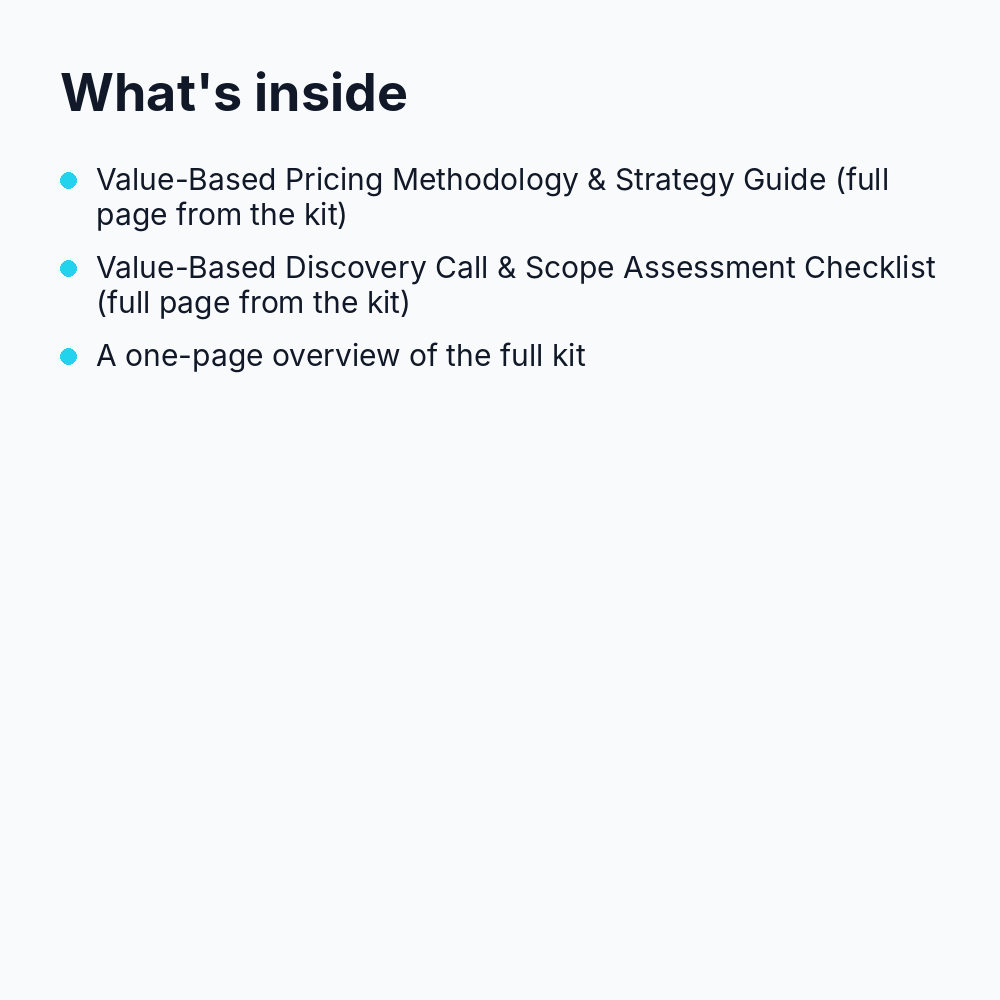 What's inside
Value-Based Pricing Methodology & Strategy Guide (full
page from the kit)
Value-Based Discovery Call & Scope Assessment Checklist
(full page from the kit)
A one-page overview of the full kit